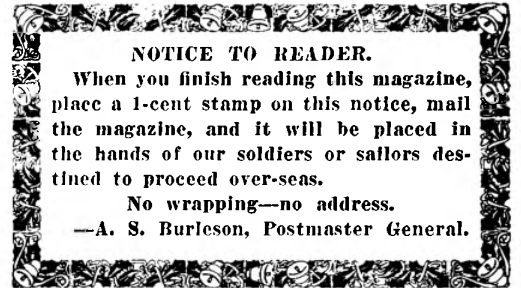 NOTICE TO READER.
When you finish reading this magazine,
place a 1-cent stamp on this notice, mail
the magazine, and it will be placed in
the hands of our soldiers or sailors des-
tined to proceed over-seas.
No wrapping—no address.
—A. S. Burleson, Postmaster General.